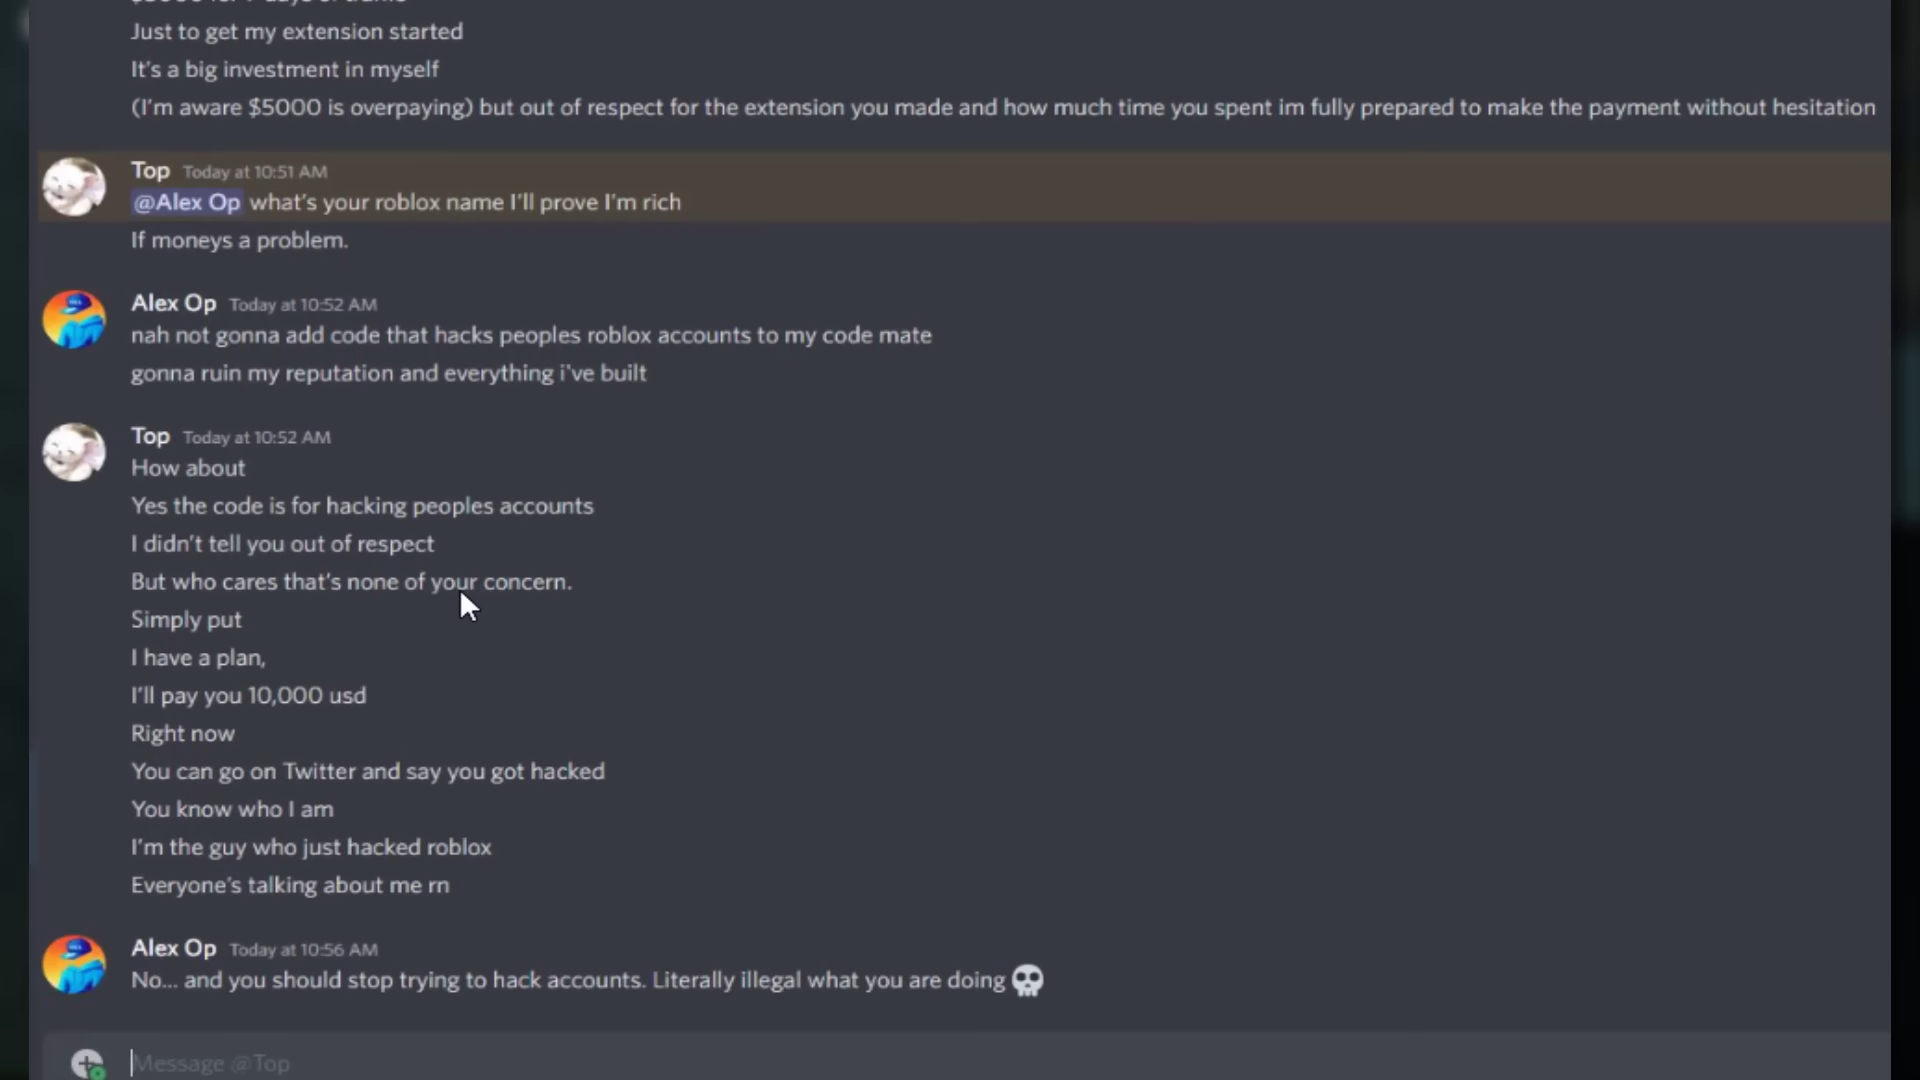 Just to get my extension started
It's a big investment in myself
(I'm aware $5000 is overpaying) but out of respect for the extension you made and how much time you spent im fully prepared to make the payment without hesitation
Top Today at 10:51 AM
@Alex Op what's your roblox name I'll prove I'm rich
If moneys a problem.
Alex Op Today at 10:52 AM
nah not gonna add code that hacks peoples roblox accounts to my code mate
gonna ruin my reputation and everything i've built
Top Today at 10:52 AM
How about
Yes the code is for hacking peoples accounts
I didn't tell you out of respect
But who cares that's none of your concern.
Simply put
I have a plan,
I'll pay you 10,000 usd
Right now
You can go on Twitter and say you got hacked
You know who I am
I'm the guy who just hacked roblox
Everyone's talking about me rn
Alex Op Today at 10:56 AM
No... and you should stop trying to hack accounts. Literally illegal what you are doing 💀
Message @Top